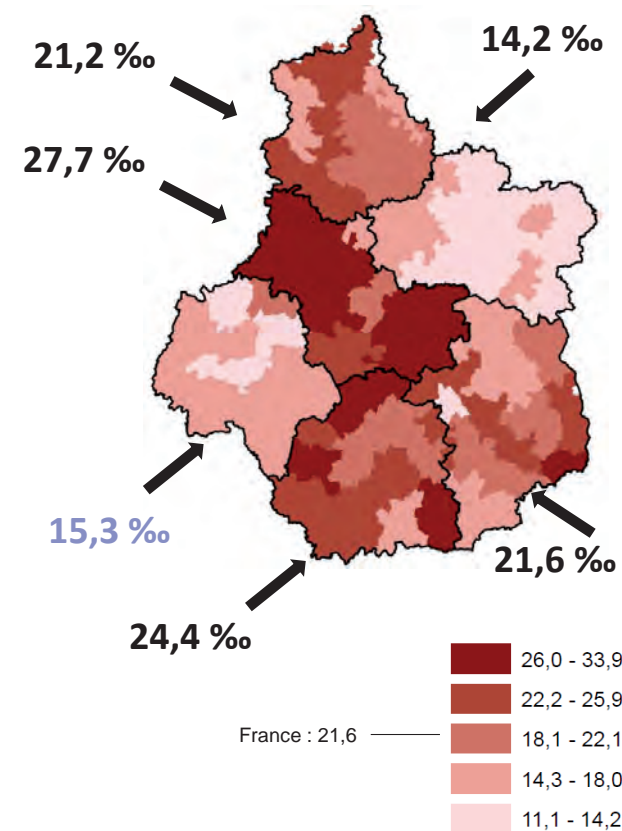 14,2 ‰
21,2 ‰
27,7 ‰
15,3 ‰
21,6 ‰
24,4 ‰
26,0 - 33,9
22,2 - 25,9
France : 21,6
18,1 - 22,1
14,3 - 18,0
11,1 - 14,2